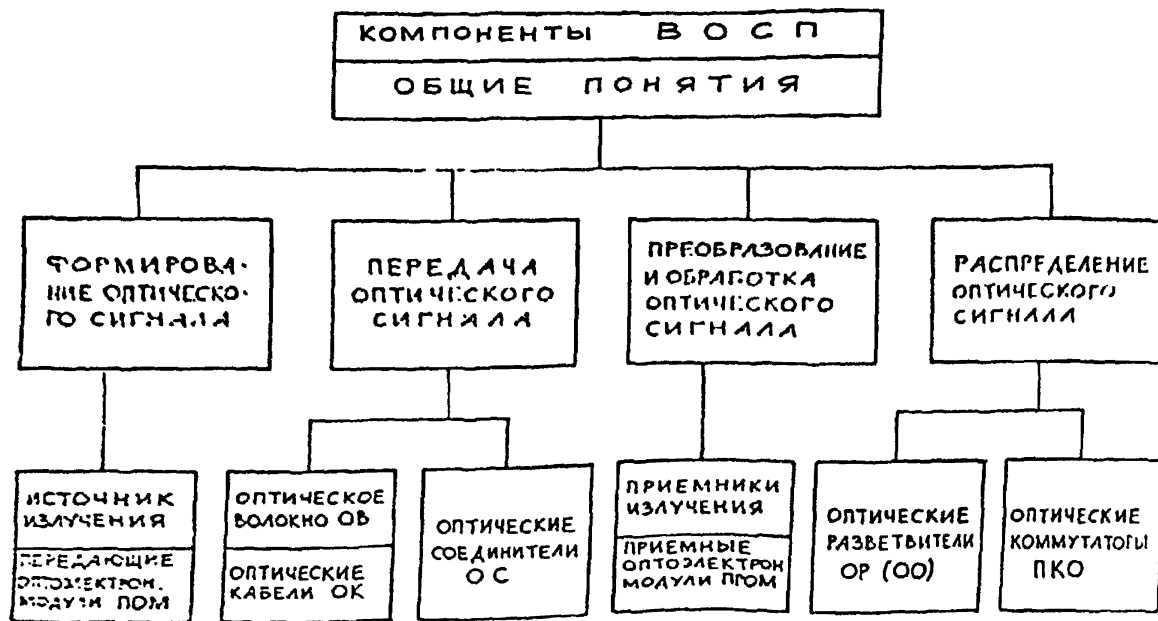 КОМПОНЕНТЫ ВОСП
ОБЩИЕ ПОНЯТИЯ
ФОРМИРОВА-
НИЕ ОПТИЧЕСКО-
ГО СИГНАЛА
ПЕРЕДАЧА
ОПТИЧЕСКОГО
СИГНАЛА
ПРЕОБРАЗОВАНИЕ
И ОБРАБОТКА
ОПТИЧЕСКОГО
СИГНАЛА
РАСПРЕДЕЛЕНИЕ
ОПТИЧЕСКОГО
СИГНАЛА
ИСТОЧНИК
ИЗЛУЧЕНИЯ
ПЕРЕДАЮЩИЕ
ОПТОЭЛЕКТРОН.
МОДУЛИ ПОМ
ОПТИЧЕСКОЕ
ВОЛОКНО ОВ
ОПТИЧЕСКИЕ
КАБЕЛИ ОК
ОПТИЧЕСКИЕ
СОЕДИНИТЕЛИ
ОС
ПРИЕМНИКИ
ИЗЛУЧЕНИЯ
ПРИЕМНЫЕ
ОПТОЭЛЕКТРОН
МОДУЛИ ПРОМ
ОПТИЧЕСКИЕ
РАЗВЕТВИТЕЛИ
ОР (ОО)
ОПТИЧЕСКИЕ
КОММУТАТОРЫ
ПКО